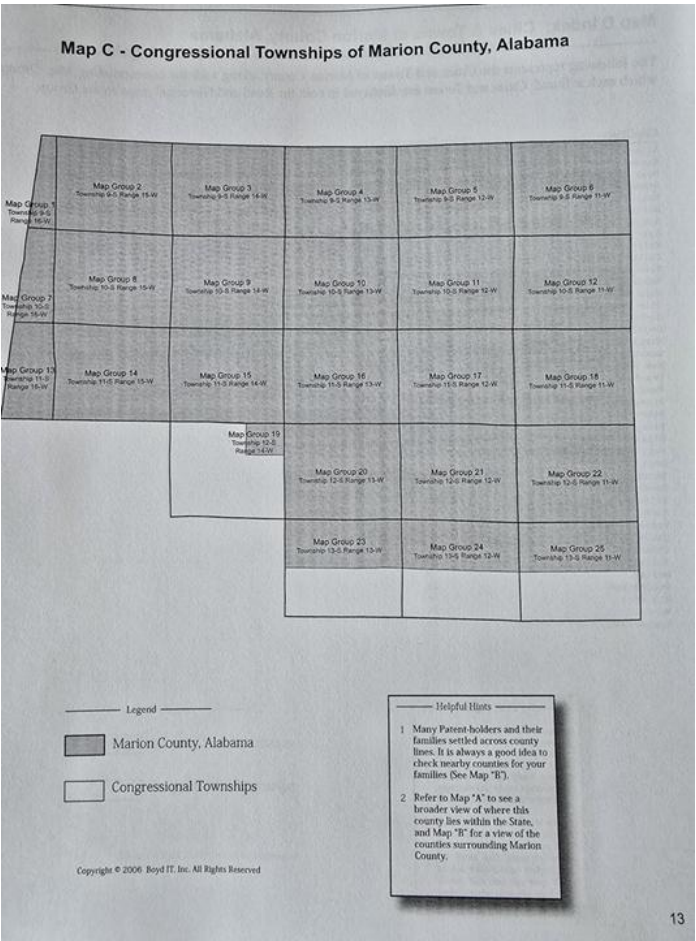 Map C - Congressional Townships of Marion County, Alabama
Map Group 1
Township 9-S
Range 16-W
Map Group 2
Township 9-S Range 15-W
Map Group 3
Township 9-S Range 14-W
Map Group 4
Township 9-S Range 13-W
Map Group 5
Township 9-S Range 12-W
Map Group 6
Township 9-S Range 11-W
Map Group 7
Township 10-S
Range 16-W
Map Group 8
Township 10-S Range 15-W
Map Group 9
Township 10-S Range 14-W
Map Group 10
Township 10-S Range 13-W
Map Group 11
Township 10-S Range 12-W
Map Group 12
Township 10-S Range 11-W
Map Group 13
Township 11-S
Range 16-W
Map Group 14
Township 11-S Range 15-W
Map Group 15
Township 11-S Range 14-W
Map Group 16
Township 11-S Range 13-W
Map Group 17
Township 11-S Range 12-W
Map Group 18
Township 11-S Range 11-W
Map Group 19
Township 12-S
Range 14-W
Map Group 20
Township 12-S Range 13-W
Map Group 21
Township 12-S Range 12-W
Map Group 22
Township 12-S Range 11-W
Map Group 23
Township 13-S Range 13-W
Map Group 24
Township 13-S Range 12-W
Map Group 25
Township 13-S Range 11-W
Legend
Marion County, Alabama
Congressional Townships
Copyright © 2006 Boyd IT, Inc. All Rights Reserved
Helpful Hints
1 Many Patent-holders and their
families settled across county
lines. It is always a good idea to
check nearby counties for your
families (See Map "B").
2 Refer to Map "A" to see a
broader view of where this
county lies within the State,
and Map "B" for a view of the
counties surrounding Marion
County.
13